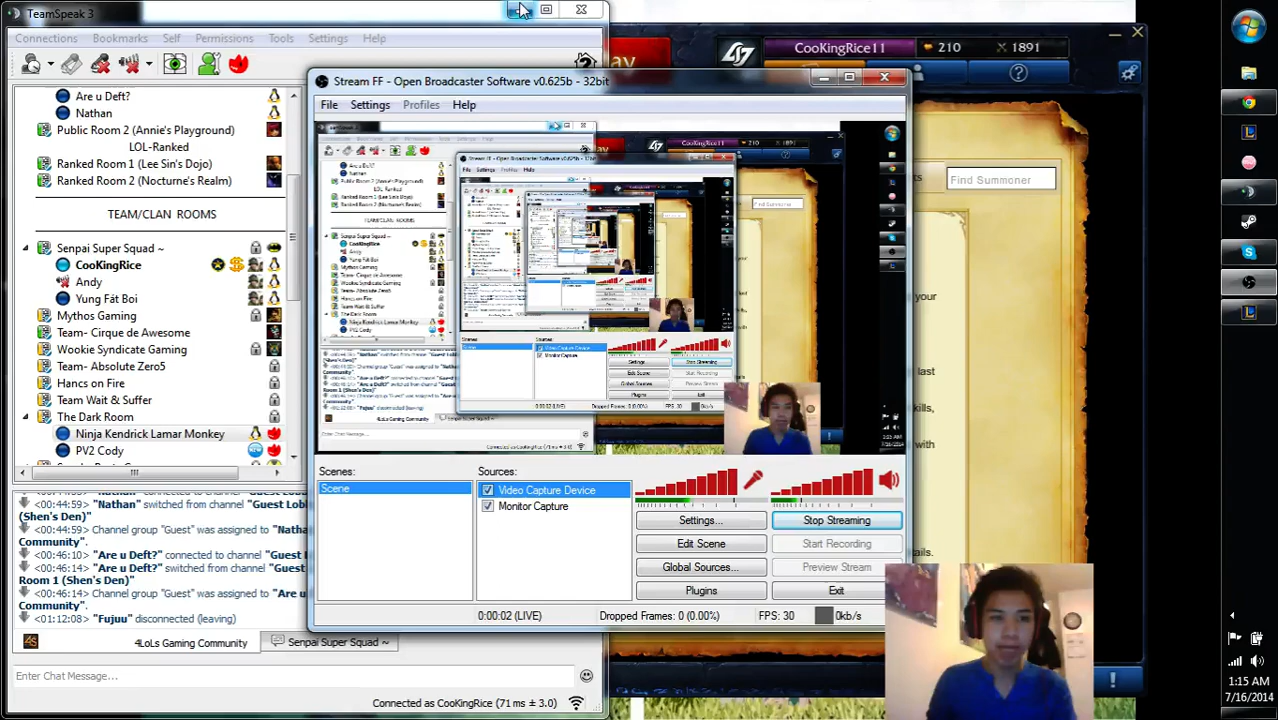 TeamSpeak 3
Connections Bookmarks Self Permissions Tools Settings Help
Are u Deft?
Nathan
Public Room 2 (Annie's Playground)
LOL-Ranked
Ranked Room 1 (Lee Sin's Dojo)
Ranked Room 2 (Nocturne's Realm)
TEAM/CLAN ROOMS
Senpai Super Squad ~
CooKingRice
Andy
Yung Fat Boi
Mythos Gaming
Team- Cirque de Awesome
Wookie Syndicate Gaming
Team- Absolute Zer05
Hancs on Fire
Team Wait & Suffer
The Dark Room
Ninja Kendrick Lamar Monkey
PV2 Cody
<00:44:59> "Nathan" switched from channel "Guest Lobb
(Shen's Den)"
<00:44:59> Channel group "Guest" was assigned to "Natha
Community".
<00:46:10> "Are u Deft?" connected to channel "Guest L
<00:46:14> "Are u Deft?" switched from channel "Guest
Room 1 (Shen's Den)"
<00:46:14> Channel group "Guest" was assigned to "Are u
Community".
<01:12:08> "Fujuu" disconnected (leaving)
4LoLs Gaming Community
Senpai Super Squad ~
Enter Chat Message...
Connected as CooKingRice (71 ms ± 3.0)
Stream FF - Open Broadcaster Software v0.625b - 32bit
File Settings Profiles Help
Scenes:
Scene
Sources:
Video Capture Device
Monitor Capture
Settings...
Stop Streaming
Edit Scene
Start Recording
Global Sources...
Preview Stream
Plugins
Exit
0:00:02 (LIVE)
Dropped Frames: 0 (0.00%)
FPS: 30
0kb/s
ay
CLG
CooKingRice11
210
1891
?
Find Summoner
your
last
kills,
with
ails.
!
1:15 AM
7/16/2014